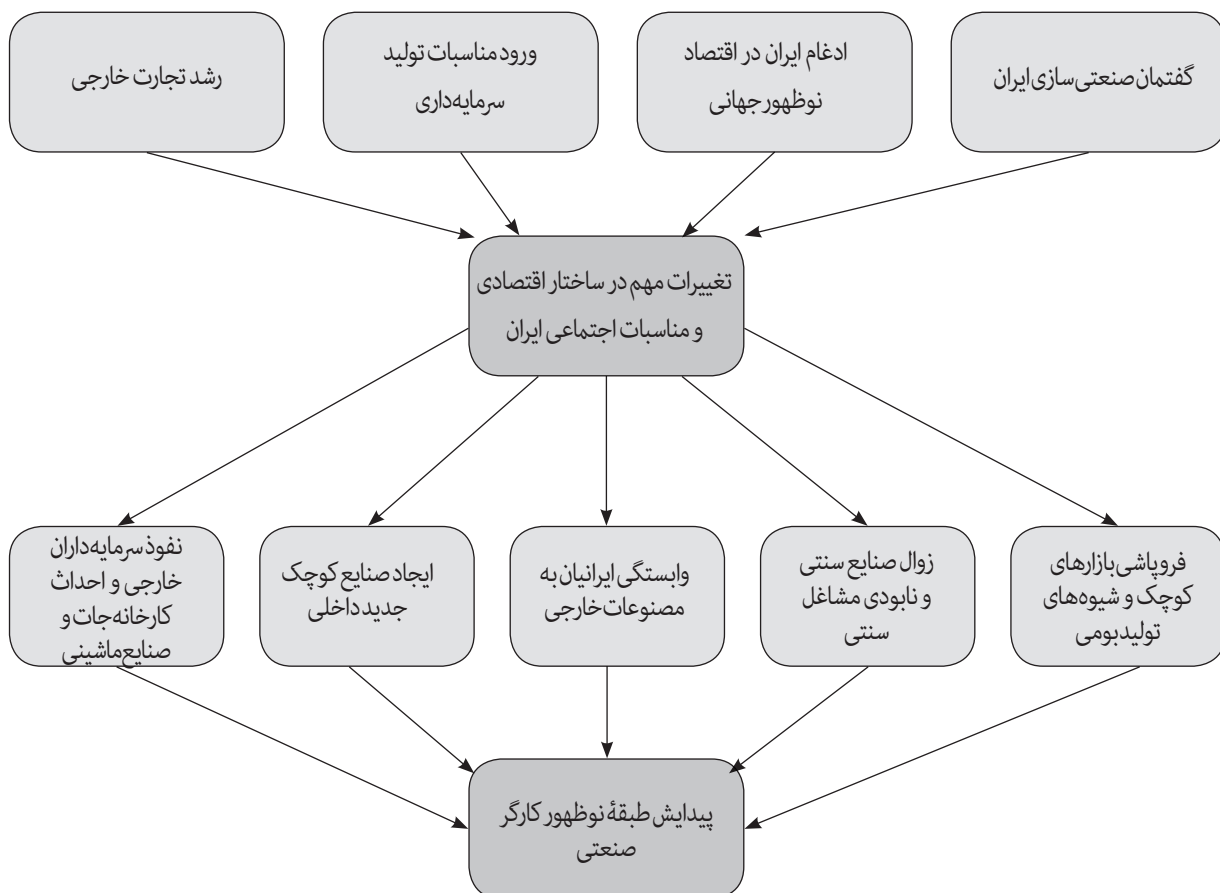 گفتمان صنعتی‌سازی ایران
ادغام ایران در اقتصاد
نوظهور جهانی
ورود مناسبات تولید
سرمایه‌داری
رشد تجارت خارجی
تغییرات مهم در ساختار اقتصادی
و مناسبات اجتماعی ایران
فروپاشی بازارهای
کوچک و شیوه‌های
تولید بومی
زوال صنایع سنتی
و نابودی مشاغل
سنتی
وابستگی ایرانیان به
مصنوعات خارجی
ایجاد صنایع کوچک
جدید داخلی
نفوذ سرمایه‌داران
خارجی و احداث
کارخانه‌جات و
صنایع ماشینی
پیدایش طبقهٔ نوظهور کارگر
صنعتی